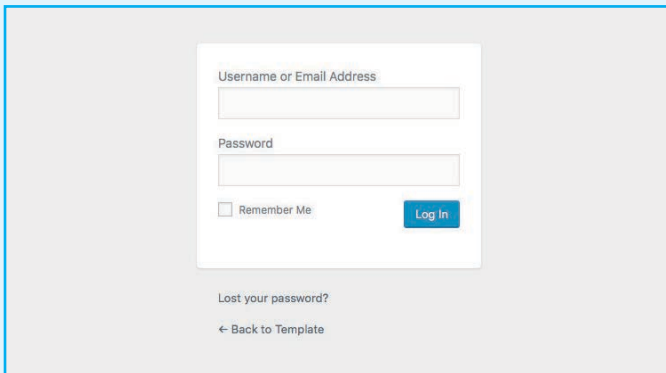 Username or Email Address
Password
Remember Me
Log In
Lost your password?
← Back to Template